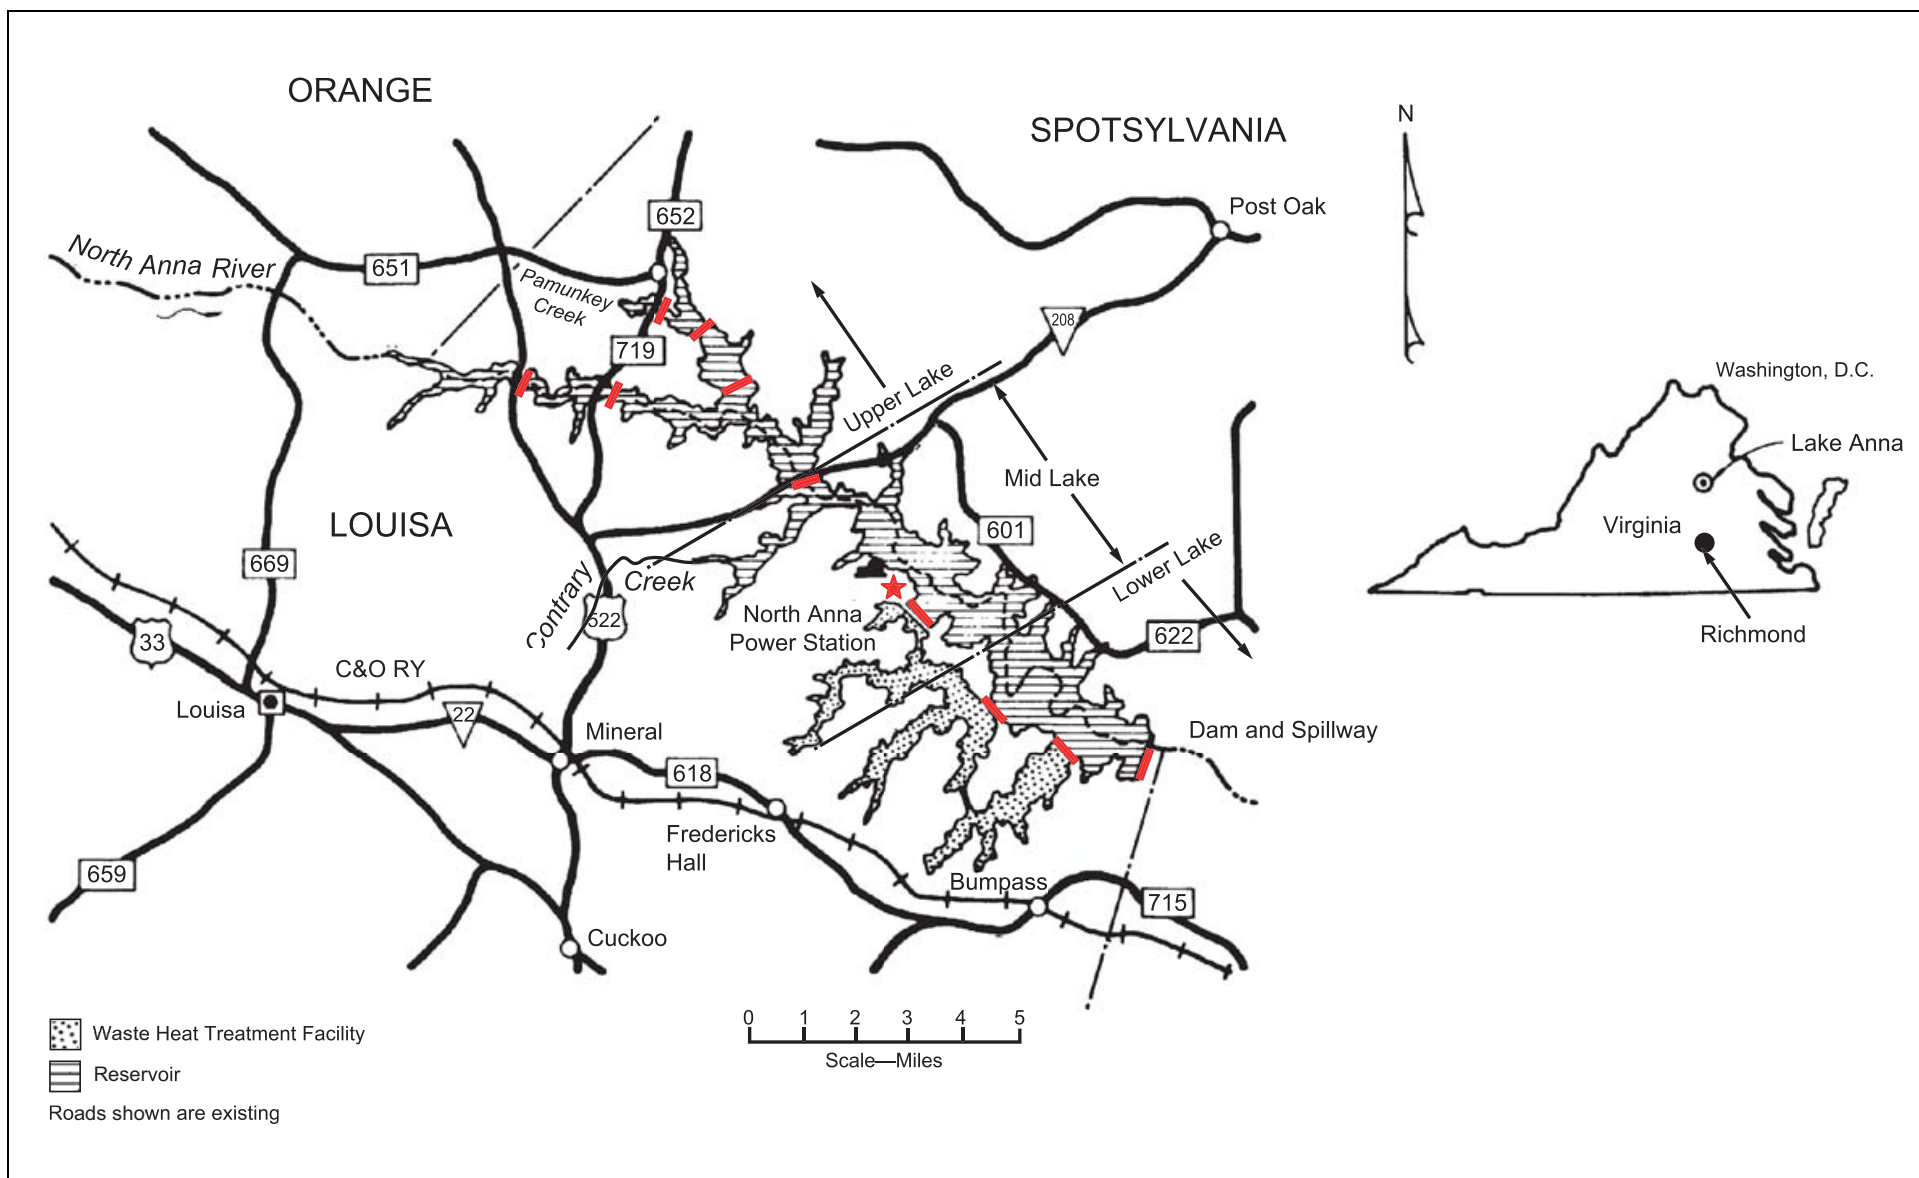 ORANGE
SPOTSYLVANIA
N
652
Post Oak
North Anna River
651
Pamunkey
Creek
719
208
Upper Lake
Washington, D.C.
Lake Anna
Mid Lake
LOUISA
601
Virginia
669
Contrary
Creek
522
Lower Lake
North Anna
Power Station
622
Richmond
33
C&O RY
Louisa
22
Mineral
Dam and Spillway
618
Fredericks
Hall
659
Bumpass
715
Cuckoo
0 1 2 3 4 5
Scale—Miles
Waste Heat Treatment Facility
Reservoir
Roads shown are existing